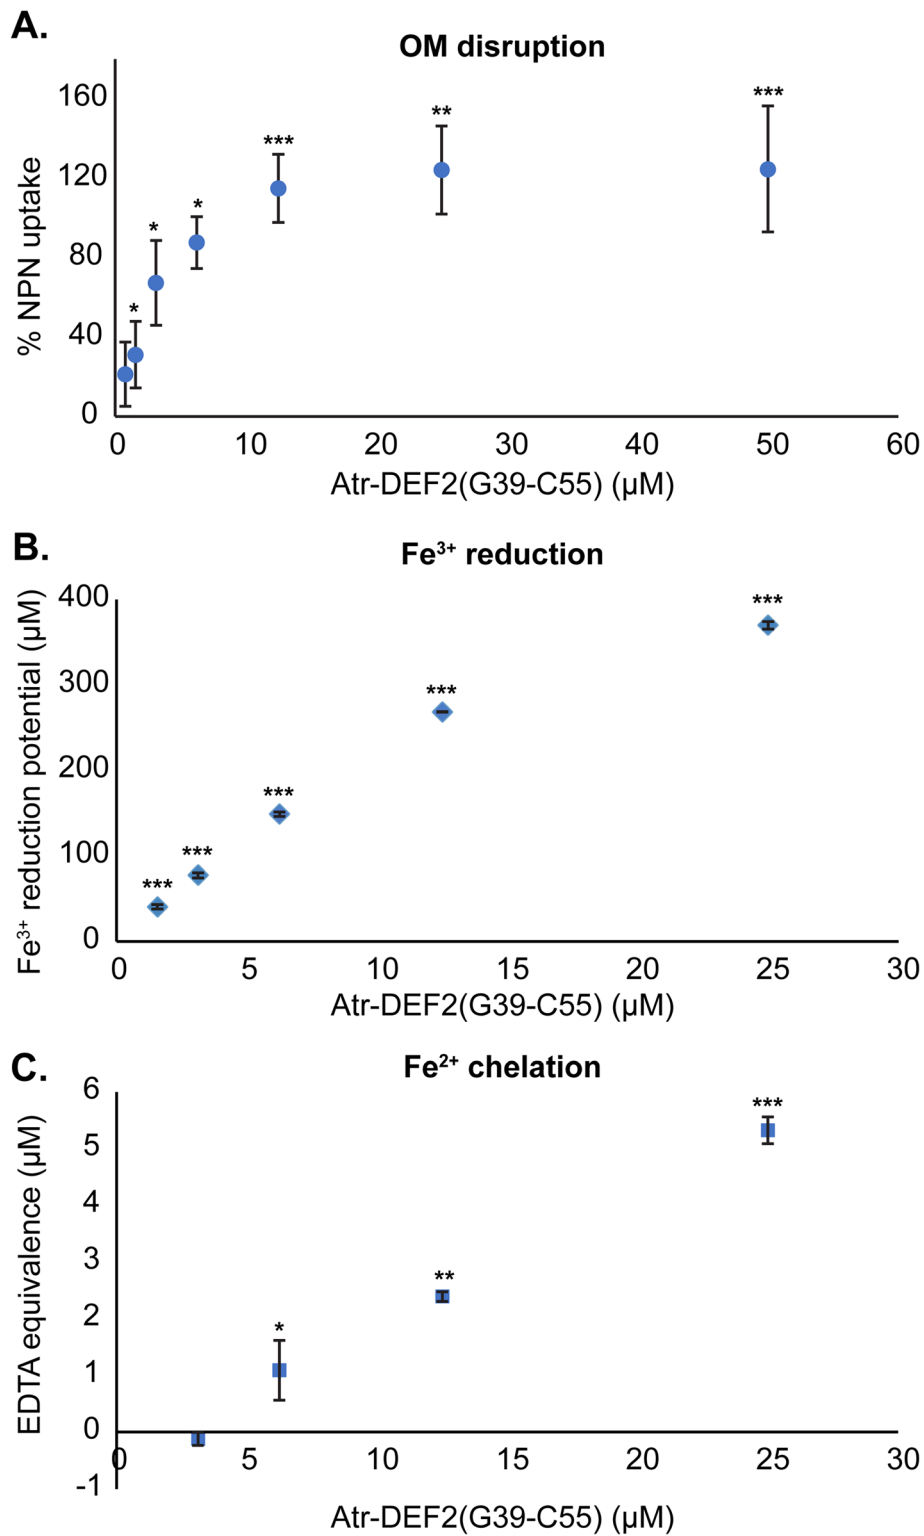 A.
OM disruption
% NPN uptake
160
120
80
40
0
*
*
*
*
***
**
***
0 10 20 30 40 50 60
Atr-DEF2(G39-C55) (µM)
B.
Fe³⁺ reduction
Fe³⁺ reduction potential (µM)
400
300
200
100
0
***
***
***
***
***
0 5 10 15 20 25 30
Atr-DEF2(G39-C55) (µM)
C.
Fe²⁺ chelation
EDTA equivalence (µM)
6
5
4
3
2
1
0
-1
*
**
***
0 5 10 15 20 25 30
Atr-DEF2(G39-C55) (µM)